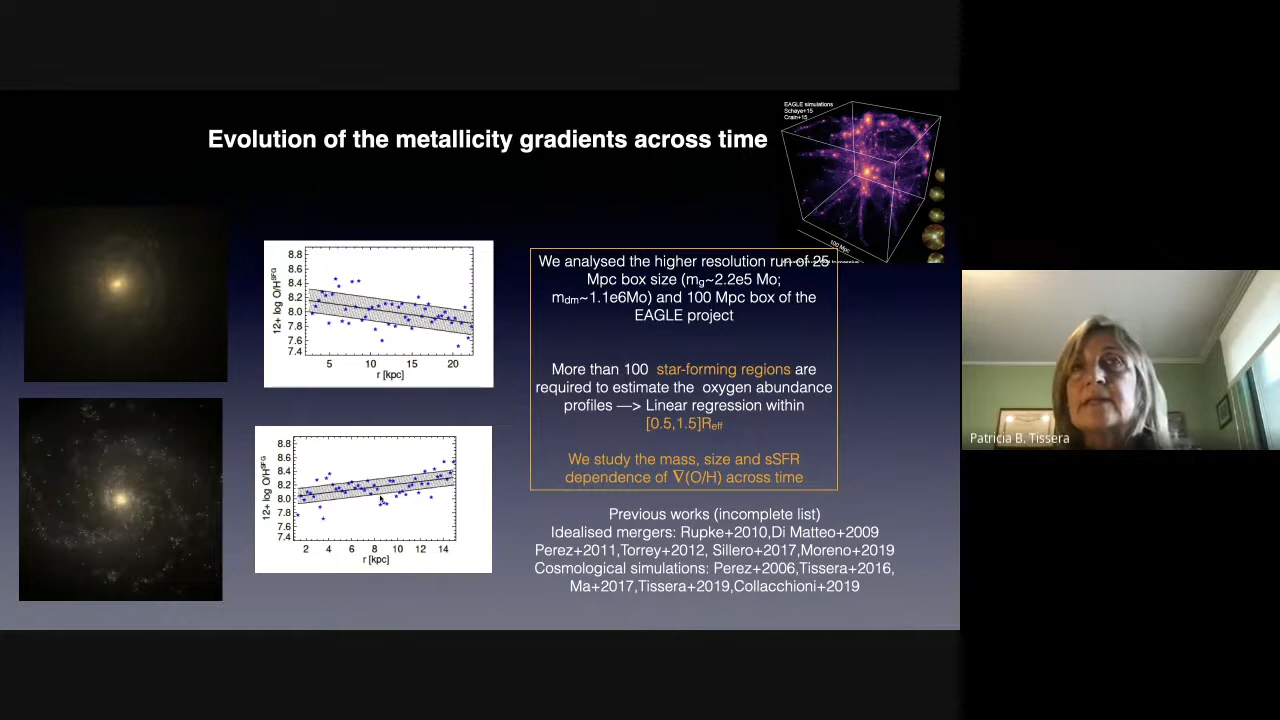 Evolution of the metallicity gradients across time
EAGLE simulations
Schaye+15
Crain+15
100 Mpc
8.8
8.6
8.4
8.2
8.0
7.8
7.6
7.4
12+ log O/H^SFG
5 10 15 20
r [kpc]
8.8
8.6
8.4
8.2
8.0
7.8
7.6
7.4
12+ log O/H^SFG
2 4 6 8 10 12 14
r [kpc]
We analysed the higher resolution run of 25
Mpc box size (mg~2.2e5 Mo;
mdm~1.1e6Mo) and 100 Mpc box of the
EAGLE project
More than 100 star-forming regions are
required to estimate the oxygen abundance
profiles —> Linear regression within
[0.5,1.5]Reff
We study the mass, size and sSFR
dependence of ∇(O/H) across time
Previous works (incomplete list)
Idealised mergers: Rupke+2010,Di Matteo+2009
Perez+2011,Torrey+2012, Sillero+2017,Moreno+2019
Cosmological simulations: Perez+2006,Tissera+2016,
Ma+2017,Tissera+2019,Collacchioni+2019
Patricia B. Tissera